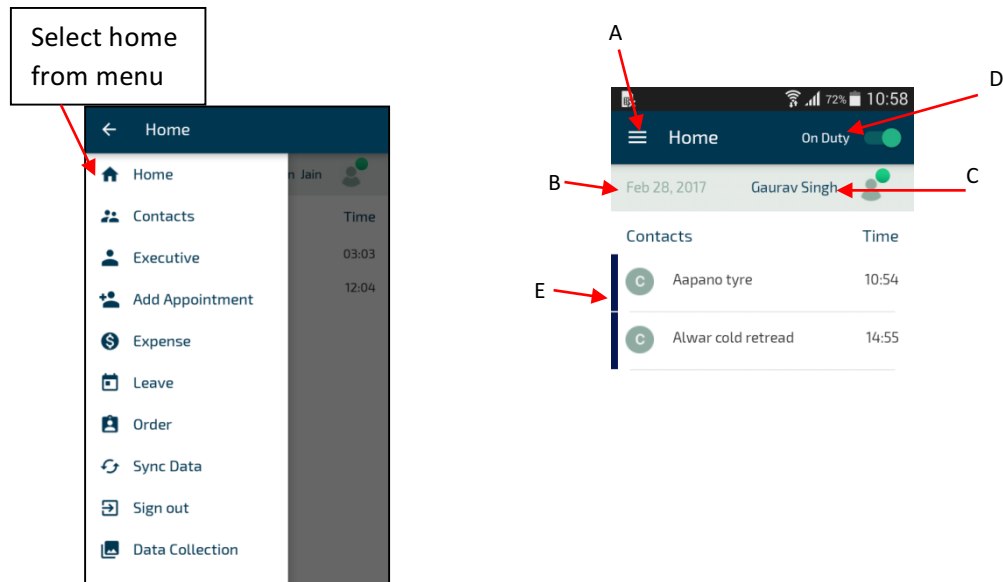 Select home
from menu
Home
Home
Contacts
Executive
Add Appointment
Expense
Leave
Order
Sync Data
Sign out
Data Collection
n Jain
Time
03:03
12:04
A
D
72% 10:58
Home On Duty
B
Feb 28, 2017 Gaurav Singh
C
Contacts Time
E
C Aapano tyre 10:54
C Alwar cold retread 14:55